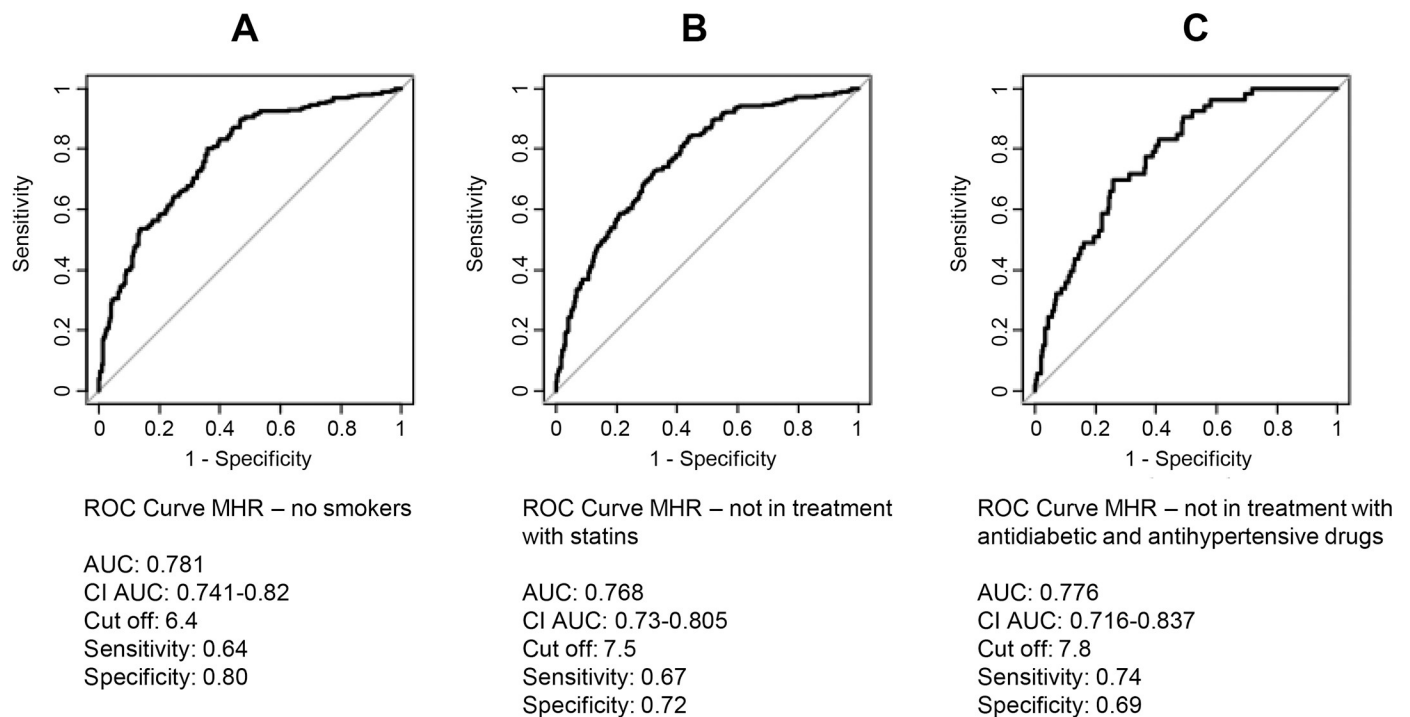 A
B
C
Sensitivity
0 0.2 0.4 0.6 0.8 1
0 0.2 0.4 0.6 0.8 1
1 - Specificity
Sensitivity
0 0.2 0.4 0.6 0.8 1
0 0.2 0.4 0.6 0.8 1
1 - Specificity
Sensitivity
0 0.2 0.4 0.6 0.8 1
0 0.2 0.4 0.6 0.8 1
1 - Specificity
ROC Curve MHR – no smokers
AUC: 0.781
CI AUC: 0.741-0.82
Cut off: 6.4
Sensitivity: 0.64
Specificity: 0.80
ROC Curve MHR – not in treatment
with statins
AUC: 0.768
CI AUC: 0.73-0.805
Cut off: 7.5
Sensitivity: 0.67
Specificity: 0.72
ROC Curve MHR – not in treatment with
antidiabetic and antihypertensive drugs
AUC: 0.776
CI AUC: 0.716-0.837
Cut off: 7.8
Sensitivity: 0.74
Specificity: 0.69